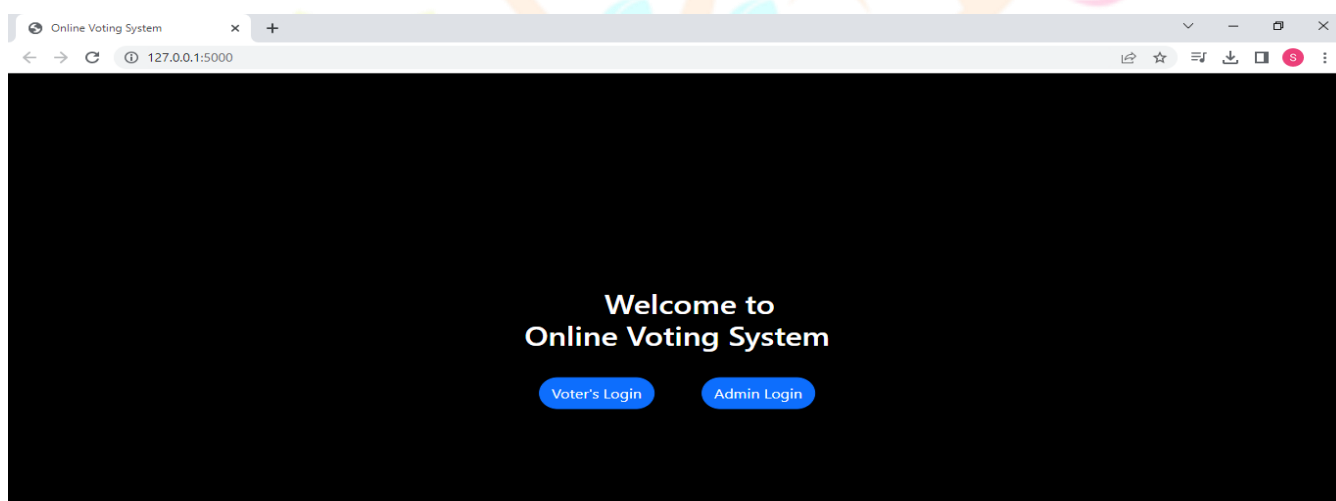 Online Voting System
127.0.0.1:5000
S
Welcome to
Online Voting System
Voter's Login Admin Login